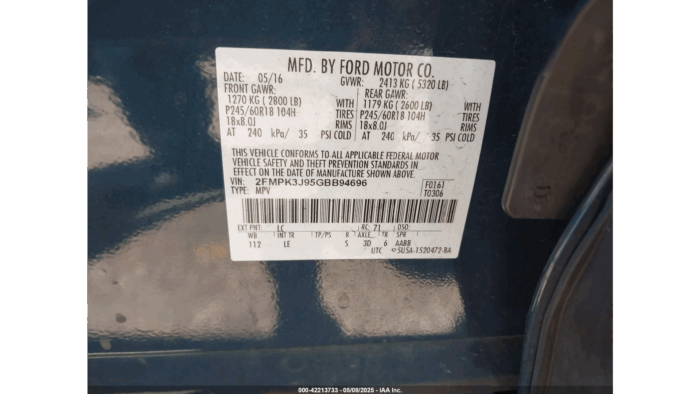 MFD. BY FORD MOTOR CO.
DATE: 05/16 GVWR: 2413 KG ( 5320 LB)
FRONT GAWR: REAR GAWR:
1270 KG ( 2800 LB) WITH 1179 KG ( 2600 LB) WITH
P245/60R18 104H TIRES P245/60R18 104H TIRES
18x8.0J RIMS 18x8.0J RIMS
AT 240 kPa/ 35 PSI COLD AT 240 kPa/ 35 PSI COLD
THIS VEHICLE CONFORMS TO ALL APPLICABLE FEDERAL MOTOR
VEHICLE SAFETY AND THEFT PREVENTION STANDARDS IN
EFFECT ON THE DATE OF MANUFACTURE SHOWN ABOVE.
VIN: 2FMPK3J95GBB94696 F0161
TYPE: MPV T0306
EXT PNT: LC RC: 71 DSO:
WB INT TR TP/PS R AXLE TR SPR
112 LE S 3D 6 AABB
UTC 5U5A-1520472-BA
000-42213733 - 05/08/2025 - IAA Inc.